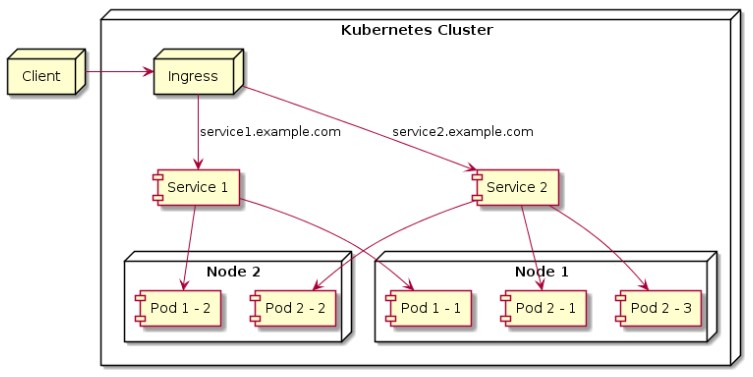 Kubernetes Cluster
Client
Ingress
service1.example.com
service2.example.com
Service 1
Service 2
Node 2
Node 1
Pod 1 - 2
Pod 2 - 2
Pod 1 - 1
Pod 2 - 1
Pod 2 - 3